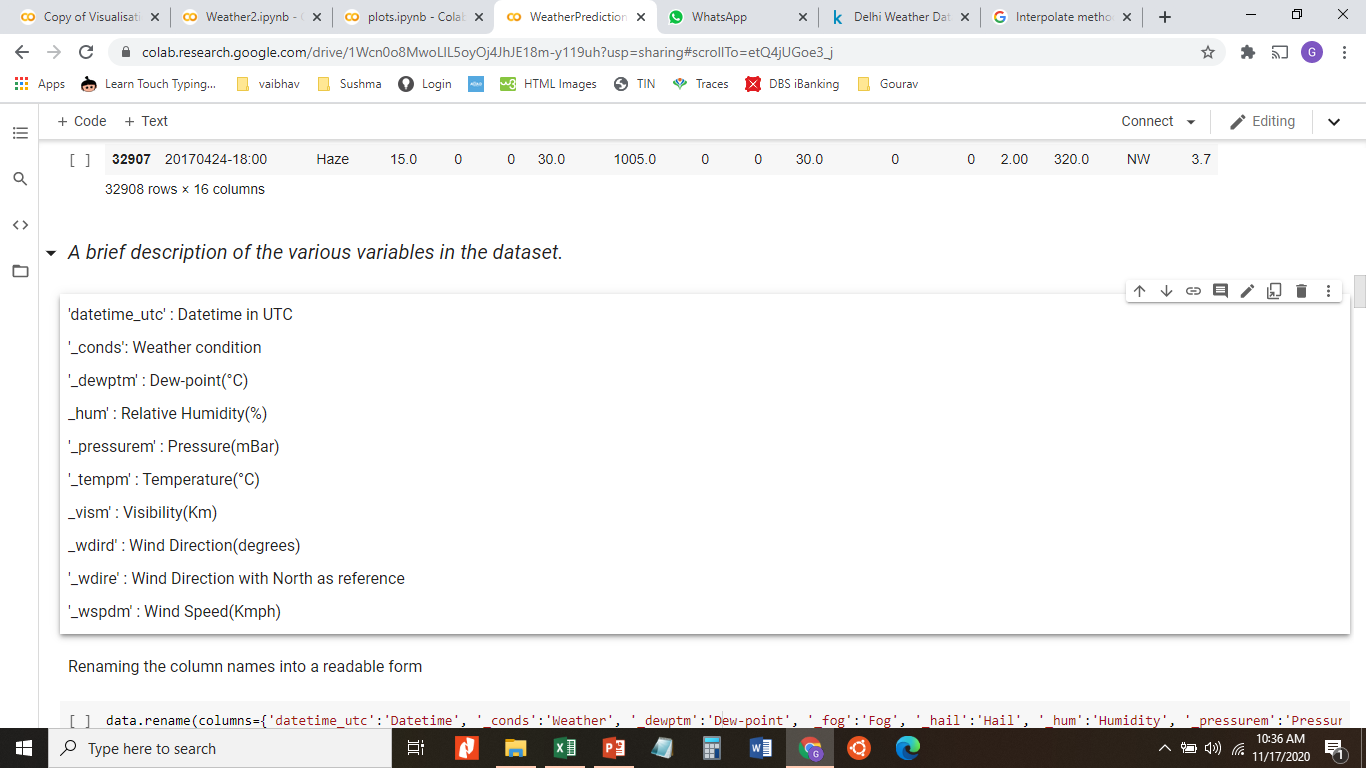 Copy of Visualisati
Weather2.ipynb - C
plots.ipynb - Colab
WeatherPrediction
WhatsApp
Delhi Weather Dat
Interpolate metho
colab.research.google.com/drive/1Wcn0o8MwoLlL5oyOj4JhJE18m-y119uh?usp=sharing#scrollTo=etQ4jUGoe3_j
G
Apps
Learn Touch Typing...
vaibhav
Sushma
Login
HTML Images
TIN
Traces
DBS iBanking
Gourav
+ Code + Text
Connect
Editing
[ ] 32907 20170424-18:00 Haze 15.0 0 0 30.0 1005.0 0 0 30.0 0 0 2.00 320.0 NW 3.7
32908 rows × 16 columns
A brief description of the various variables in the dataset.
'datetime_utc' : Datetime in UTC
'_conds': Weather condition
'_dewptm' : Dew-point(°C)
_hum' : Relative Humidity(%)
'_pressurem' : Pressure(mBar)
'_tempm' : Temperature(°C)
_vism' : Visibility(Km)
_wdird' : Wind Direction(degrees)
'_wdire' : Wind Direction with North as reference
'_wspdm' : Wind Speed(Kmph)
Renaming the column names into a readable form
[ ] data.rename(columns={'datetime_utc':'Datetime', '_conds':'Weather', '_dewptm':'Dew-point', '_fog':'Fog', '_hail':'Hail', '_hum':'Humidity', '_pressurem':'Pressur
Type here to search
10:36 AM
11/17/2020
1